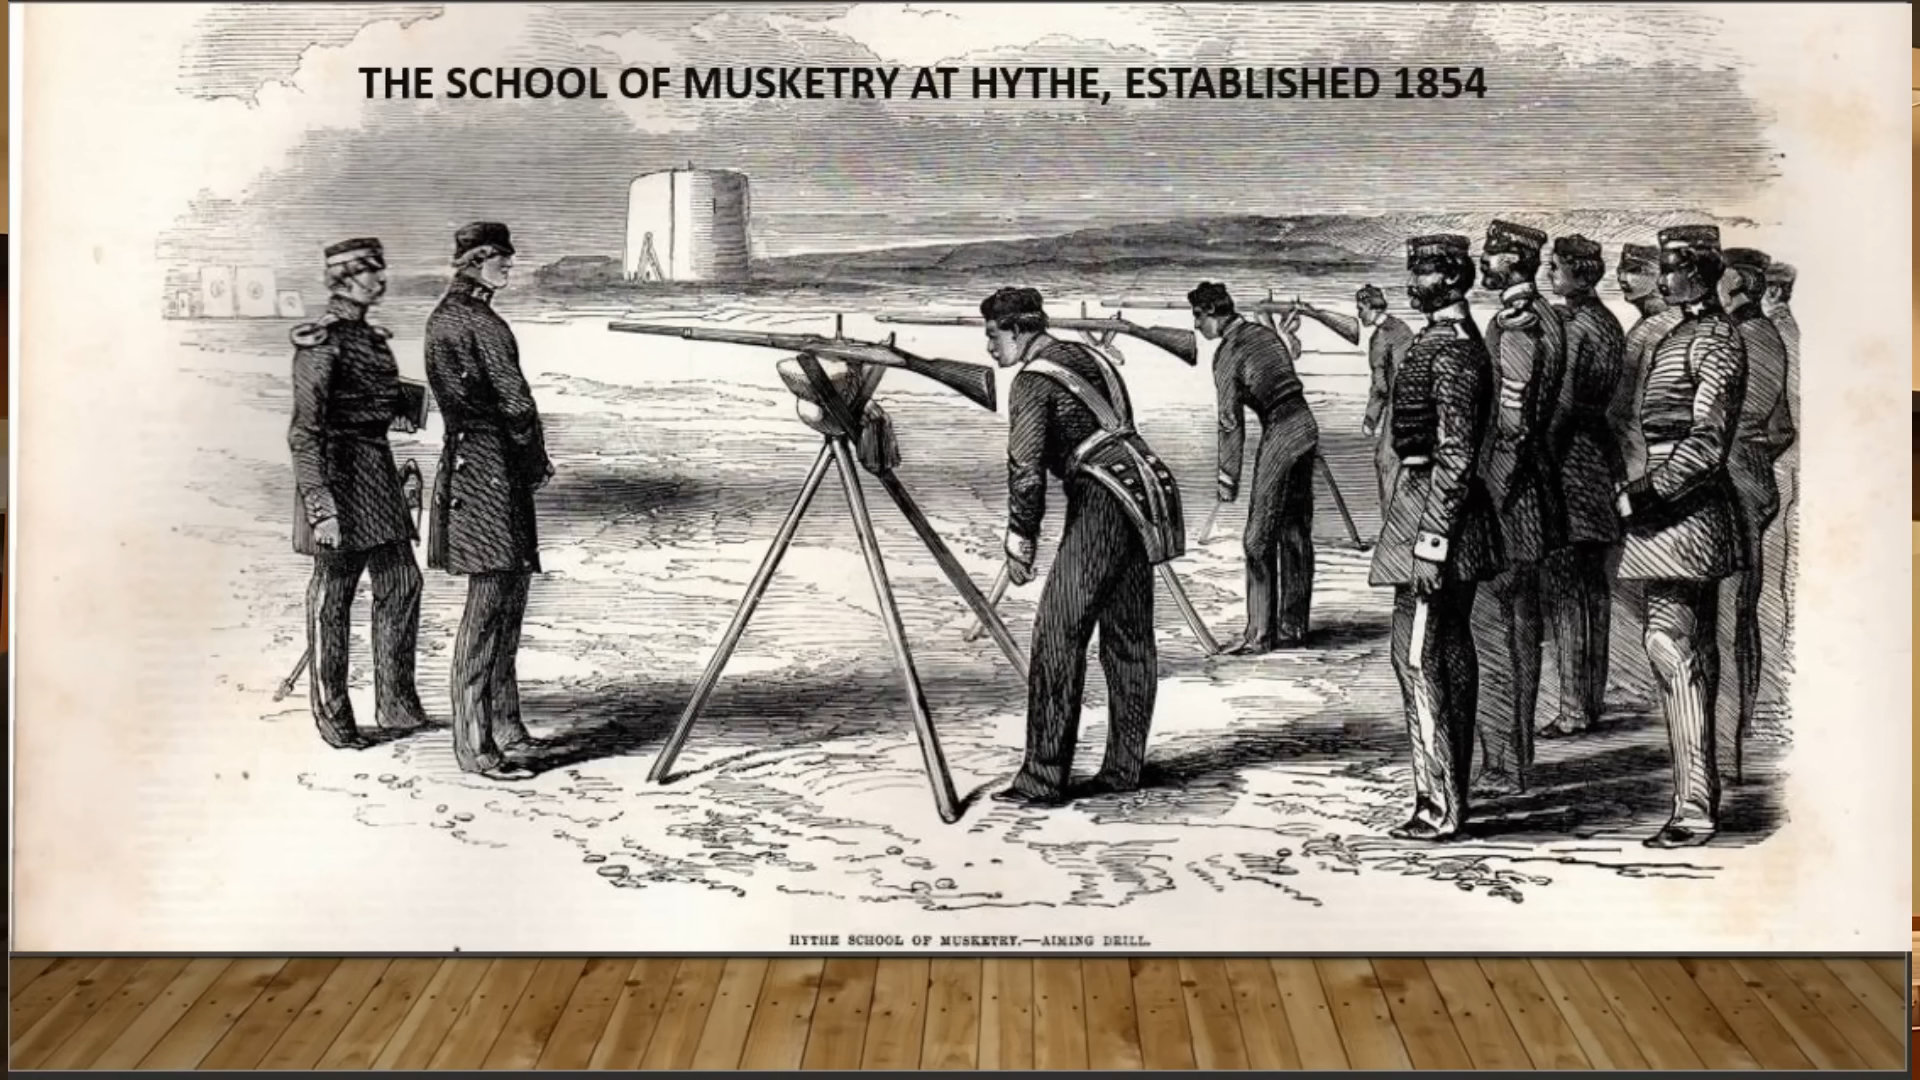 THE SCHOOL OF MUSKETRY AT HYTHE, ESTABLISHED 1854
HYTHE SCHOOL OF MUSKETRY.—AIMING DRILL.